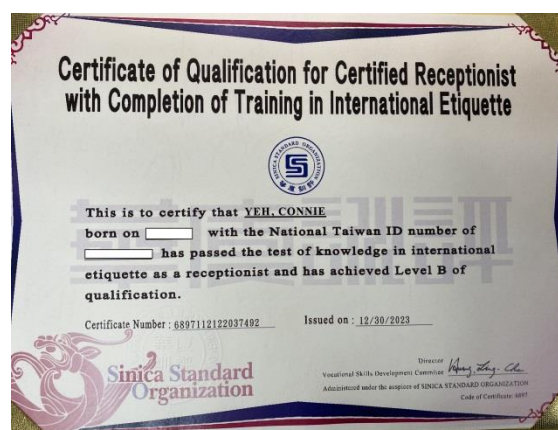 Certificate of Qualification for Certified Receptionist
with Completion of Training in International Etiquette
SINICA STANDARD ORGANIZATION
This is to certify that YEH, CONNIE
born on with the National Taiwan ID number of
has passed the test of knowledge in international
etiquette as a receptionist and has achieved Level B of
qualification.
Certificate Number : 6897112122037492
Issued on : 12/30/2023
Sinica Standard
Organization
Director
Vocational Skills Development Committee
Administered under the auspices of SINICA STANDARD ORGANIZATION
Code of Certificate: 6897